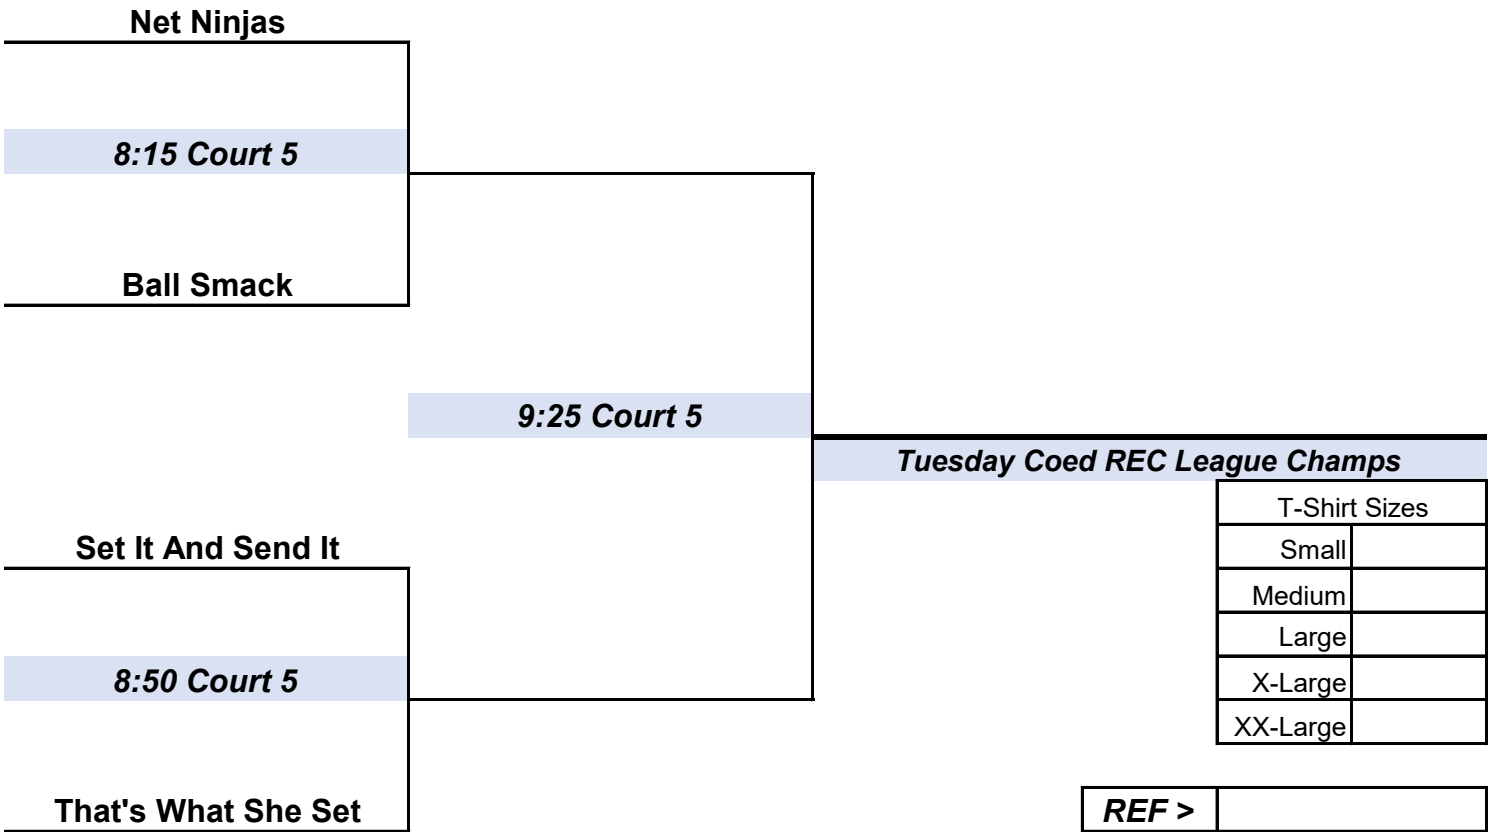 Net Ninjas
8:15 Court 5
Ball Smack
9:25 Court 5
Tuesday Coed REC League Champs
T-Shirt Sizes
Set It And Send It
Small
Medium
Large
8:50 Court 5
X-Large
XX-Large
That's What She Set
REF >